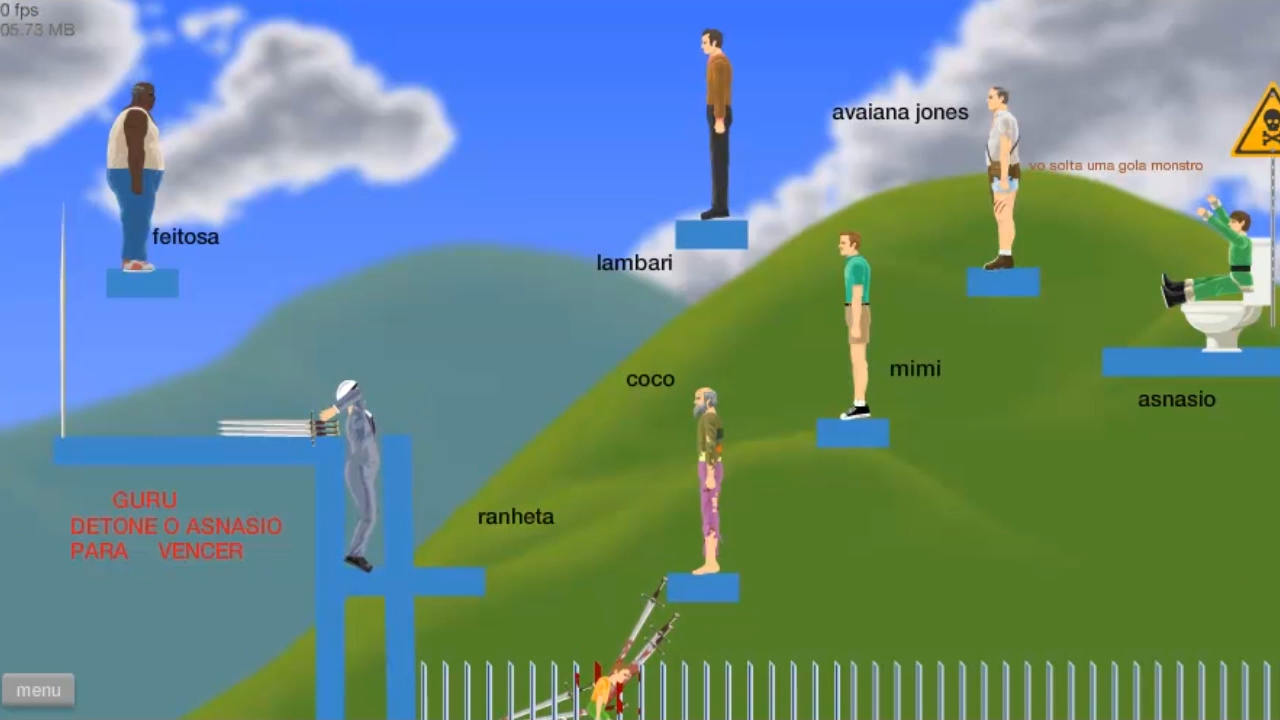 0 fps
05.73 MB
avaiana jones
vo solta uma gola monstro
feitosa
lambari
coco
mimi
asnasio
GURU
DETONE O ASNASIO
PARA VENCER
ranheta
menu